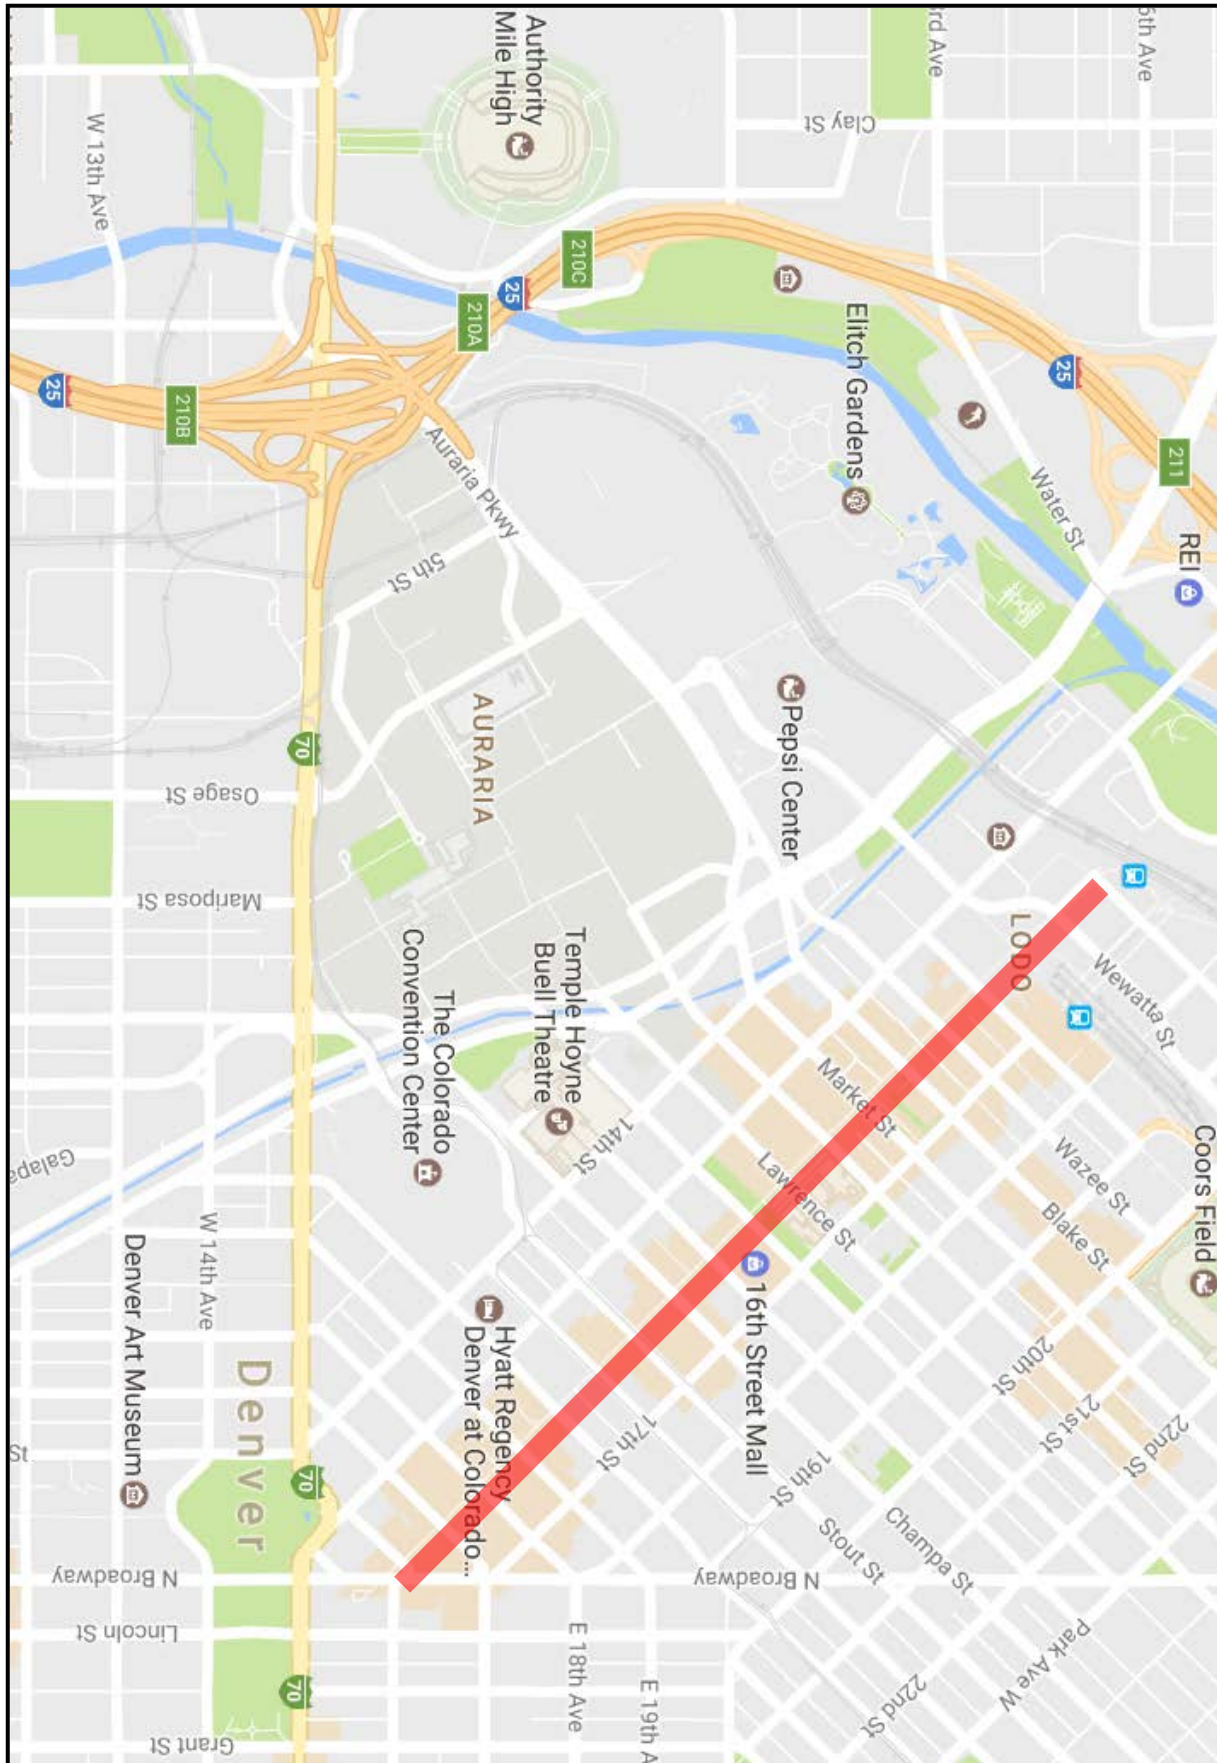 Authority
Mile High
3rd Ave
5th Ave
Clay St
W 13th Ave
210C
25
210A
25
210B
25
211
Elitch Gardens
Water St
REI
Auraria Pkwy
5th St
AURARIA
Pepsi Center
70
Osage St
Mariposa St
LODO
Wewatta St
Temple Hoyne
Buell Theatre
The Colorado
Convention Center
14th St
Market St
Lawrence St
Wazee St
Blake St
Coors Field
Galapa
W 14th Ave
Denver Art Museum
Denver
Hyatt Regency
Denver at Colorado...
16th Street Mall
17th St
19th St
20th St
21st St
22nd St
Champa St
Stout St
St
70
N Broadway
N Broadway
Lincoln St
E 18th Ave
E 19th A
Park Ave W
22nd St
70
Grant St